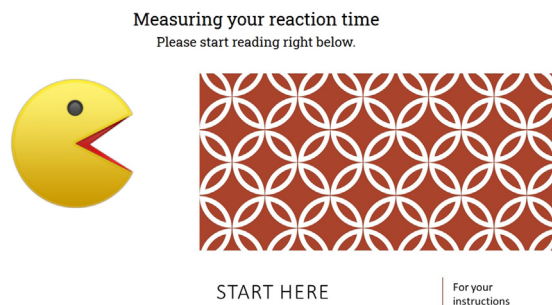 Measuring your reaction time
Please start reading right below.
START HERE
For your
instructions